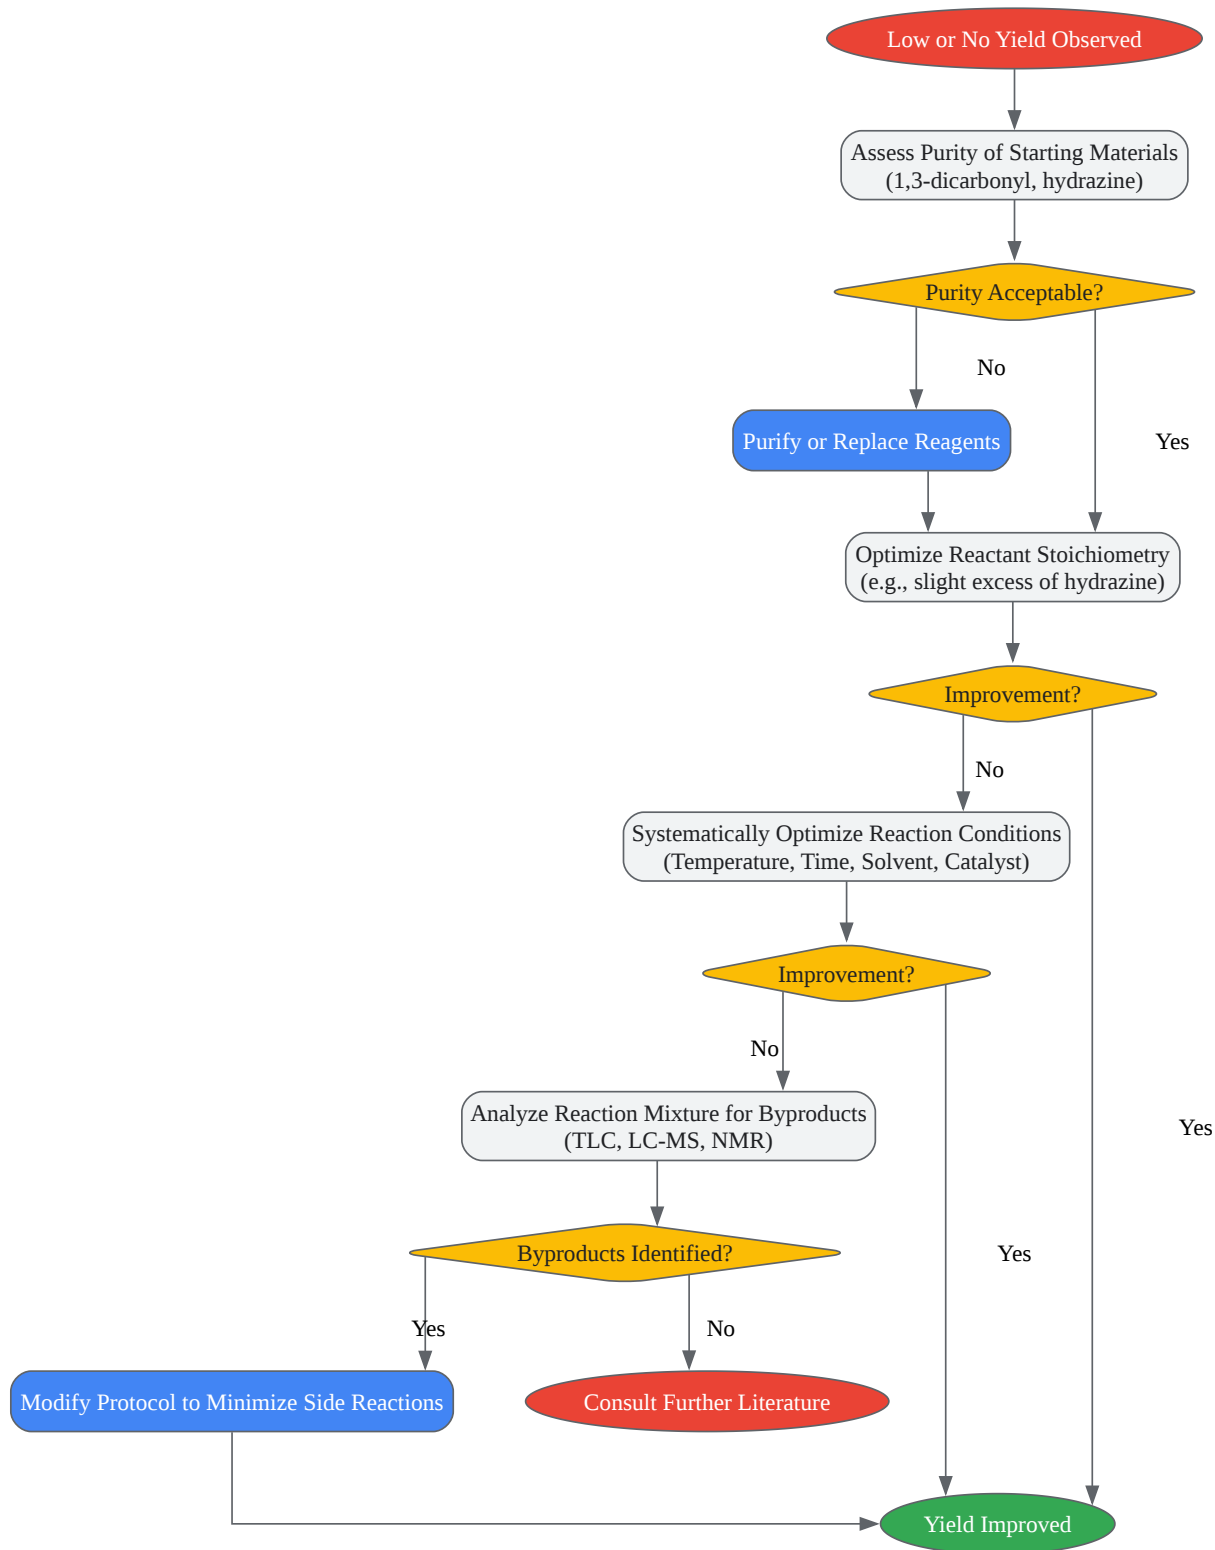 Low or No Yield Observed
Assess Purity of Starting Materials
(1,3-dicarbonyl, hydrazine)
Purity Acceptable?
No
Yes
Purify or Replace Reagents
Optimize Reactant Stoichiometry
(e.g., slight excess of hydrazine)
Improvement?
No
Systematically Optimize Reaction Conditions
(Temperature, Time, Solvent, Catalyst)
Improvement?
No
Analyze Reaction Mixture for Byproducts
(TLC, LC-MS, NMR)
Yes
Byproducts Identified?
Yes
Yes
No
Modify Protocol to Minimize Side Reactions
Consult Further Literature
Yield Improved